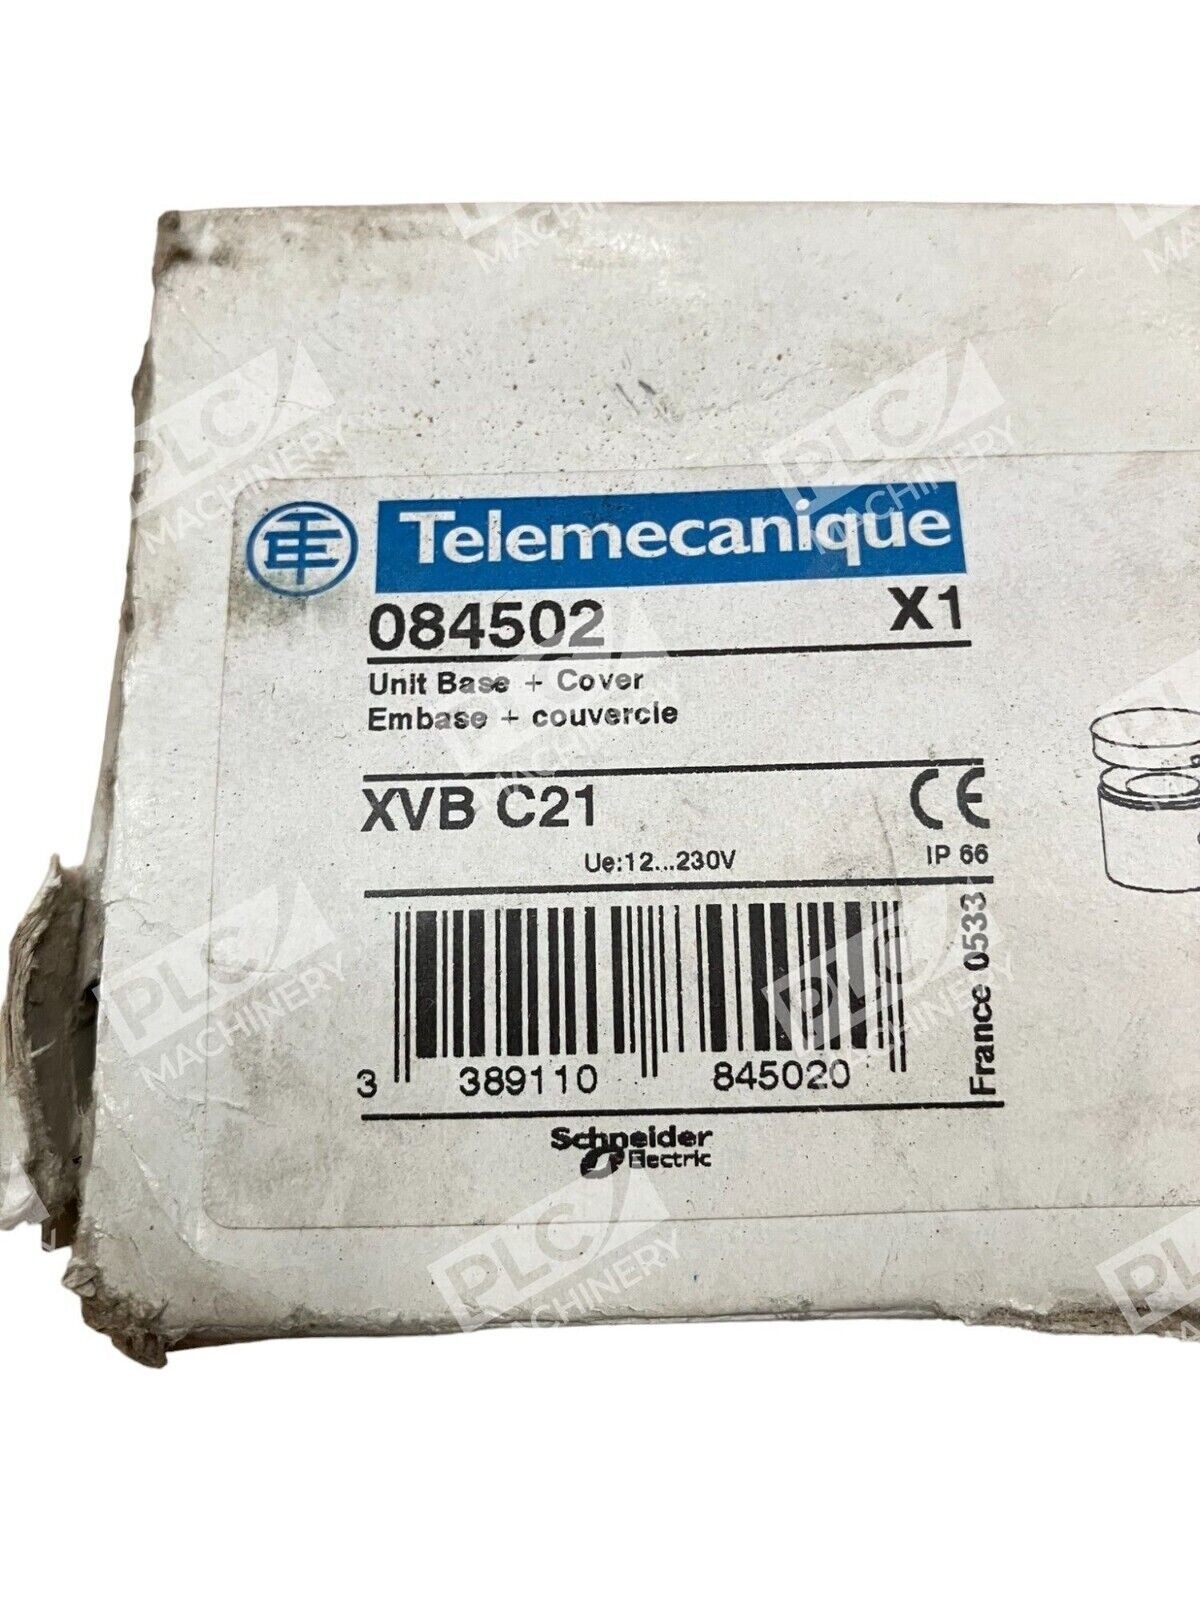 Telemecanique
084502 X1
Unit Base + Cover
Embase + couvercle
XVB C21 CE
Ue:12...230V IP 66
France 0533
3 389110 845020
Schneider
Electric
PLC
MACHINERY